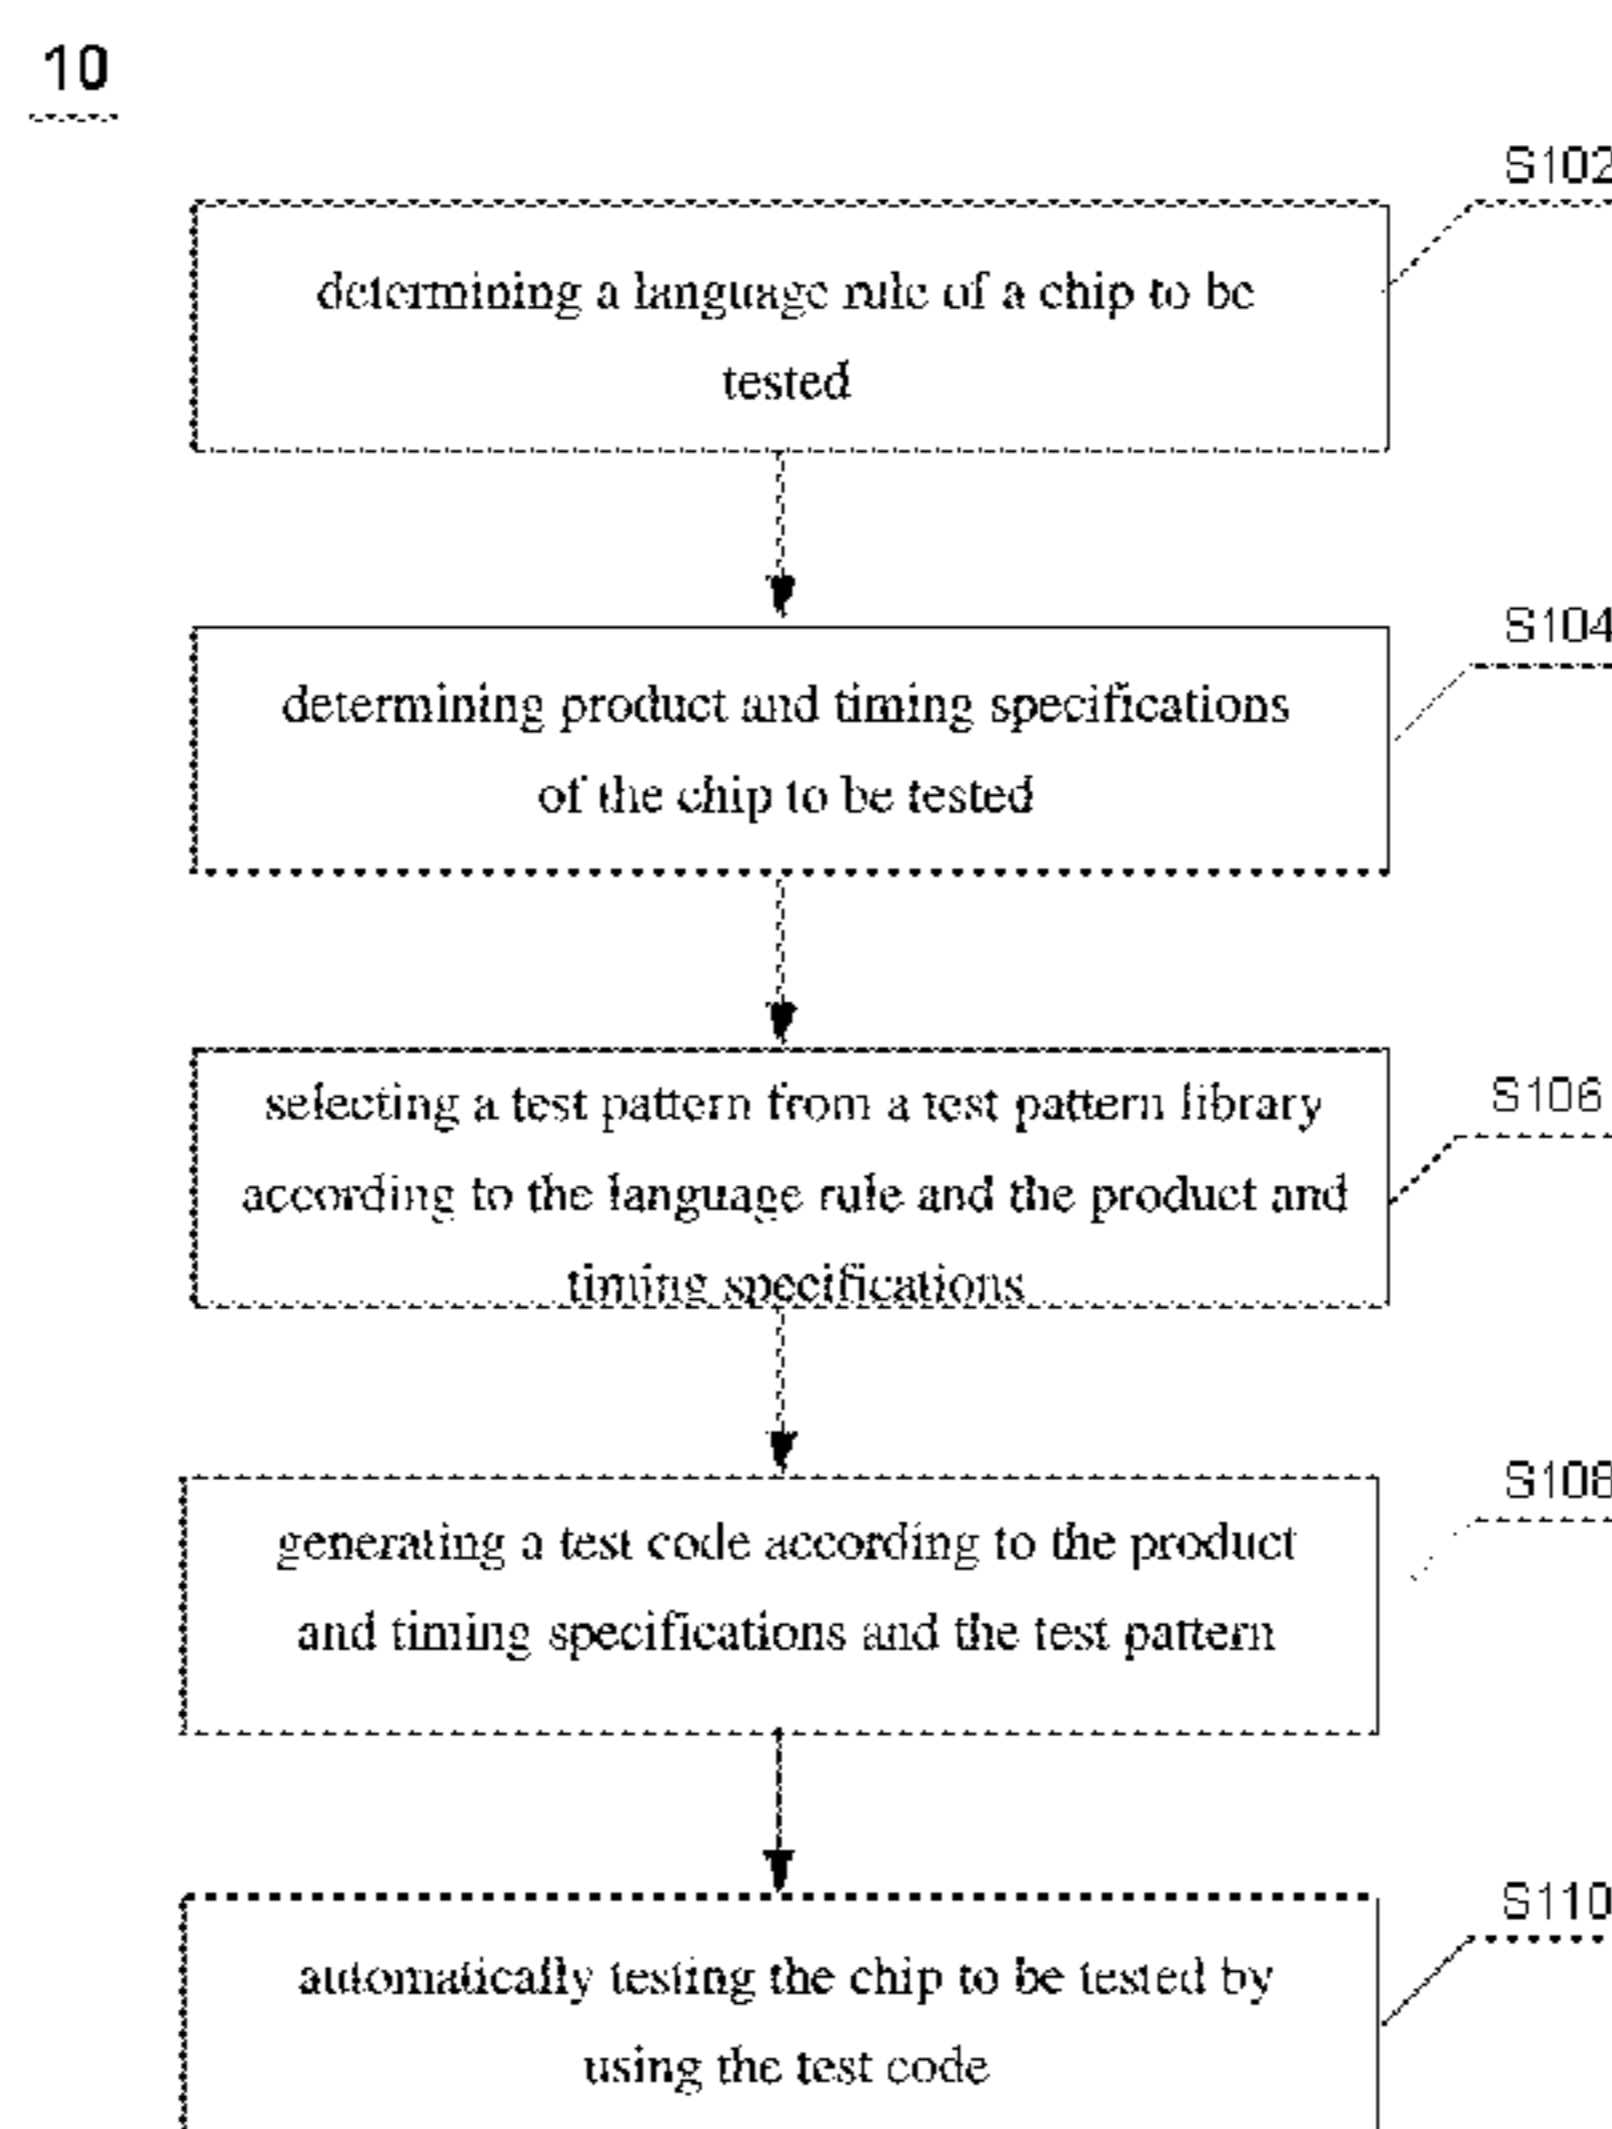 10
S102
determining a language rule of a chip to be
tested
S104
determining product and timing specifications
of the chip to be tested
S106
selecting a test pattern from a test pattern library
according to the language rule and the product and
timing specifications
S108
generating a test code according to the product
and timing specifications and the test pattern
S110
automatically testing the chip to be tested by
using the test code